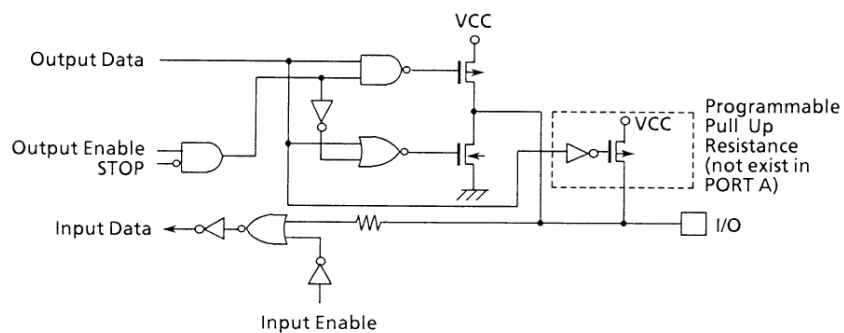 VCC
Output Data
VCC
Programmable
Pull Up
Resistance
(not exist in
PORT A)
Output Enable
STOP
Input Data
I/O
Input Enable